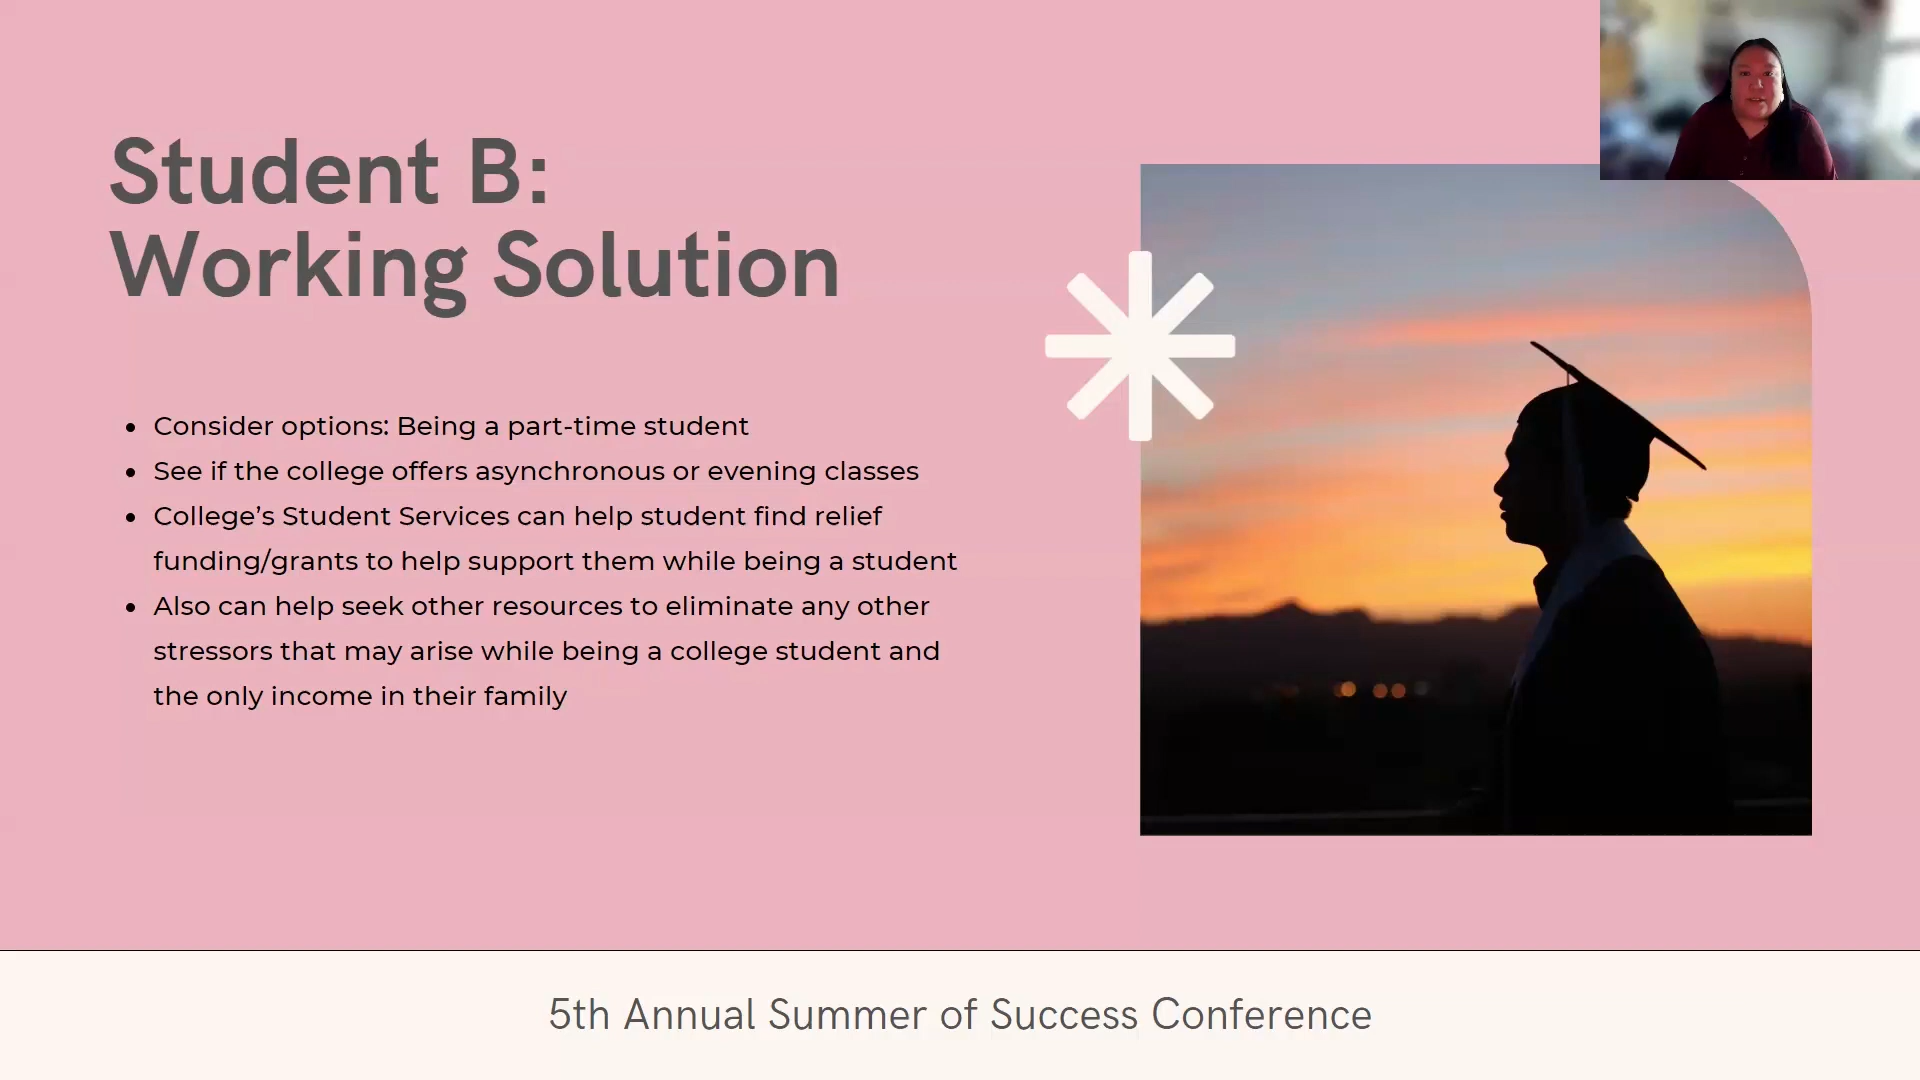 Student B:
Working Solution
• Consider options: Being a part-time student
• See if the college offers asynchronous or evening classes
• College’s Student Services can help student find relief
funding/grants to help support them while being a student
• Also can help seek other resources to eliminate any other
stressors that may arise while being a college student and
the only income in their family
5th Annual Summer of Success Conference